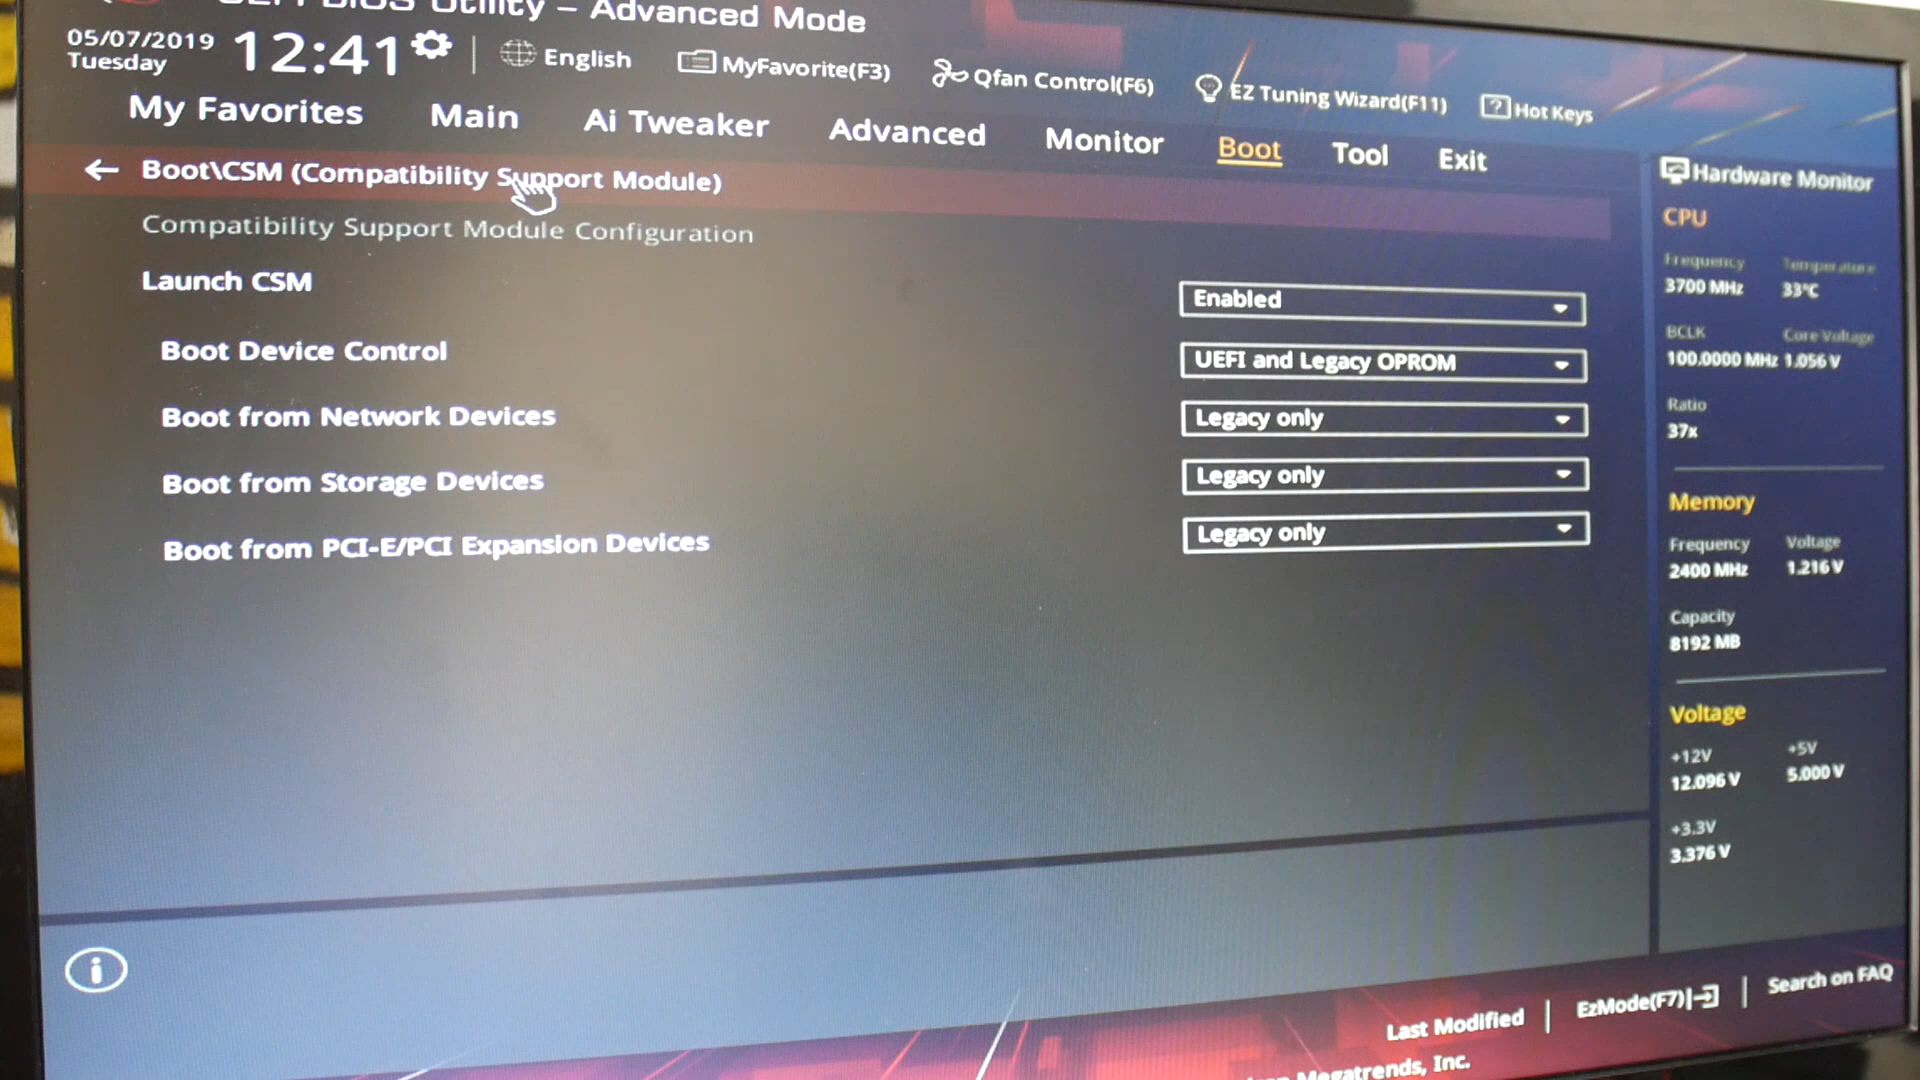 Utility – Advanced Mode
05/07/2019
Tuesday
12:41
English
MyFavorite(F3)
Qfan Control(F6)
EZ Tuning Wizard(F11)
? Hot Keys
My Favorites
Main
Ai Tweaker
Advanced
Monitor
Boot
Tool
Exit
Boot\CSM (Compatibility Support Module)
Compatibility Support Module Configuration
Launch CSM
Enabled
Boot Device Control
UEFI and Legacy OPROM
Boot from Network Devices
Legacy only
Boot from Storage Devices
Legacy only
Boot from PCI-E/PCI Expansion Devices
Legacy only
Hardware Monitor
CPU
Frequency Temperature
3700 MHz 33°C
BCLK Core Voltage
100.0000 MHz 1.056 V
Ratio
37x
Memory
Frequency Voltage
2400 MHz 1.216 V
Capacity
8192 MB
Voltage
+12V +5V
12.096 V 5.000 V
+3.3V
3.376 V
i
Last Modified
EzMode(F7)
Search on FAQ
Megatrends, Inc.